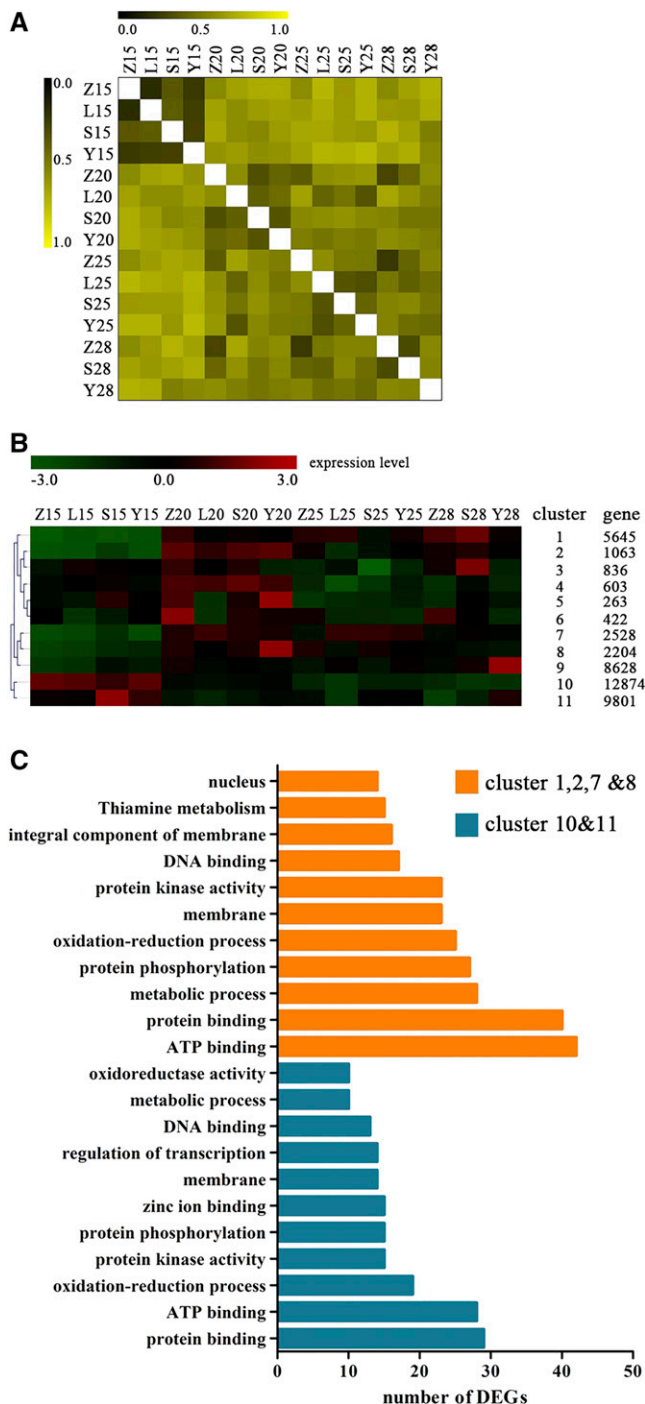 A
0.0 0.5 1.0
Z15 L15 S15 Y15 Z20 L20 S20 Y20 Z25 L25 S25 Y25 Z28 S28 Y28
0.0
0.5
1.0
Z15
L15
S15
Y15
Z20
L20
S20
Y20
Z25
L25
S25
Y25
Z28
S28
Y28
B
-3.0 0.0 3.0 expression level
Z15 L15 S15 Y15 Z20 L20 S20 Y20 Z25 L25 S25 Y25 Z28 S28 Y28 cluster gene
1 5645
2 1063
3 836
4 603
5 263
6 422
7 2528
8 2204
9 8628
10 12874
11 9801
C
cluster 1,2,7 &8
cluster 10&11
nucleus
Thiamine metabolism
integral component of membrane
DNA binding
protein kinase activity
membrane
oxidation-reduction process
protein phosphorylation
metabolic process
protein binding
ATP binding
oxidoreductase activity
metabolic process
DNA binding
regulation of transcription
membrane
zinc ion binding
protein phosphorylation
protein kinase activity
oxidation-reduction process
ATP binding
protein binding
0 10 20 30 40 50
number of DEGs